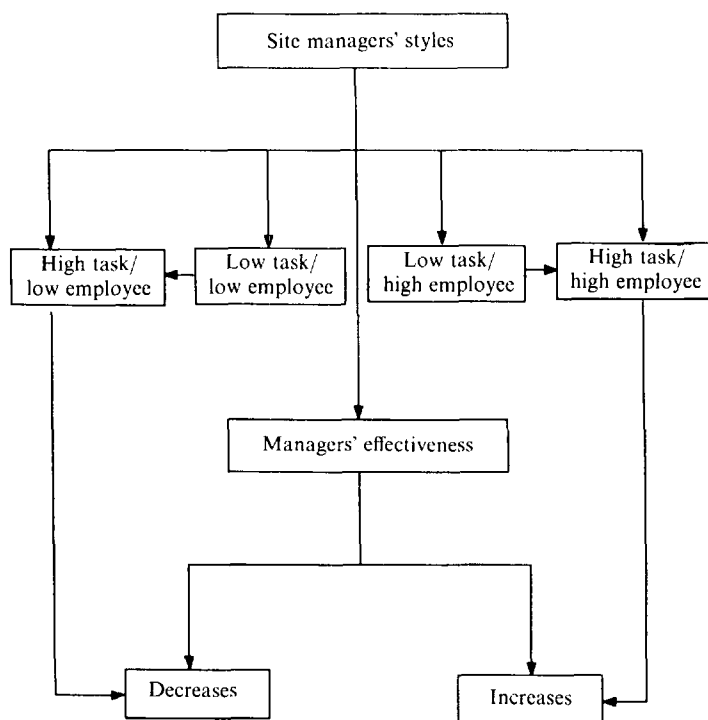 Site managers’ styles
High task/
low employee
Low task/
low employee
Low task/
high employee
High task/
high employee
Managers’ effectiveness
Decreases
Increases